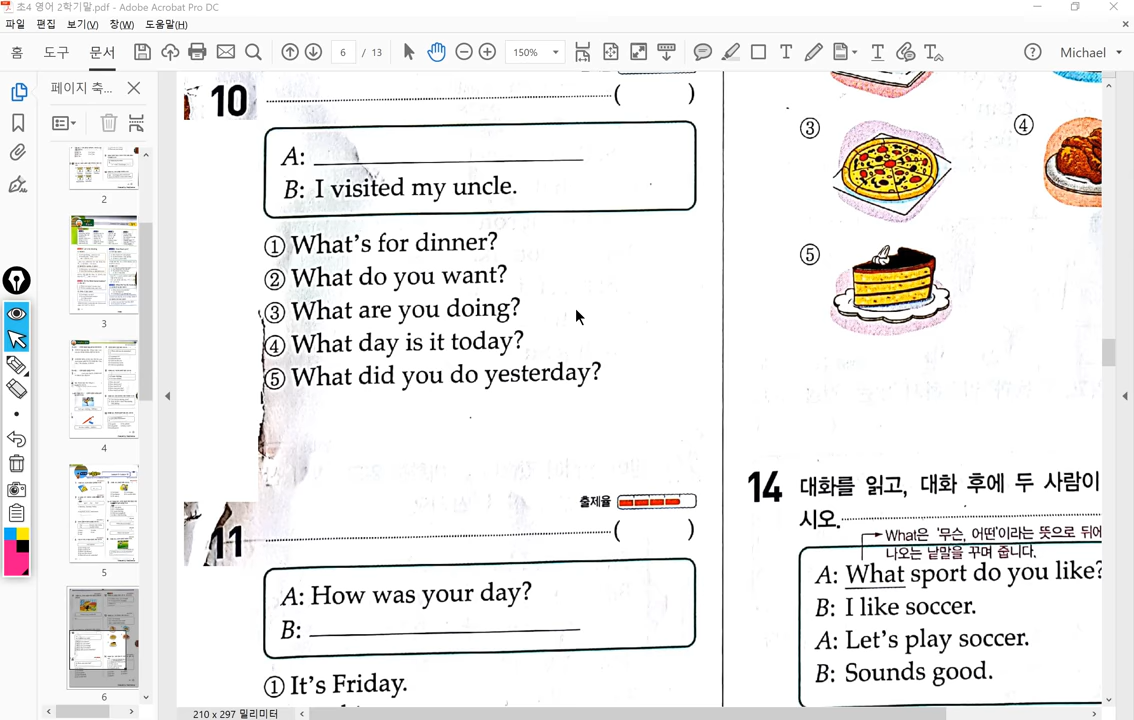 초4 영어 2학기말.pdf - Adobe Acrobat Pro DC
파일 편집 보기(V) 창(W) 도움말(H)
홈 도구 문서 6 / 13 150% Michael
페이지 축...
2
3
4
5
6
10 ( )
A:
B: I visited my uncle.
① What's for dinner?
② What do you want?
③ What are you doing?
④ What day is it today?
⑤ What did you do yesterday?
출제율
11 ( )
A: How was your day?
B:
① It's Friday.
③ ④
⑤
14 대화를 읽고, 대화 후에 두 사람이
시오.
What은 '무슨, 어떤'이라는 뜻으로 뒤에
나오는 낱말을 꾸며 줍니다.
A: What sport do you like?
B: I like soccer.
A: Let's play soccer.
B: Sounds good.
210 x 297 밀리미터